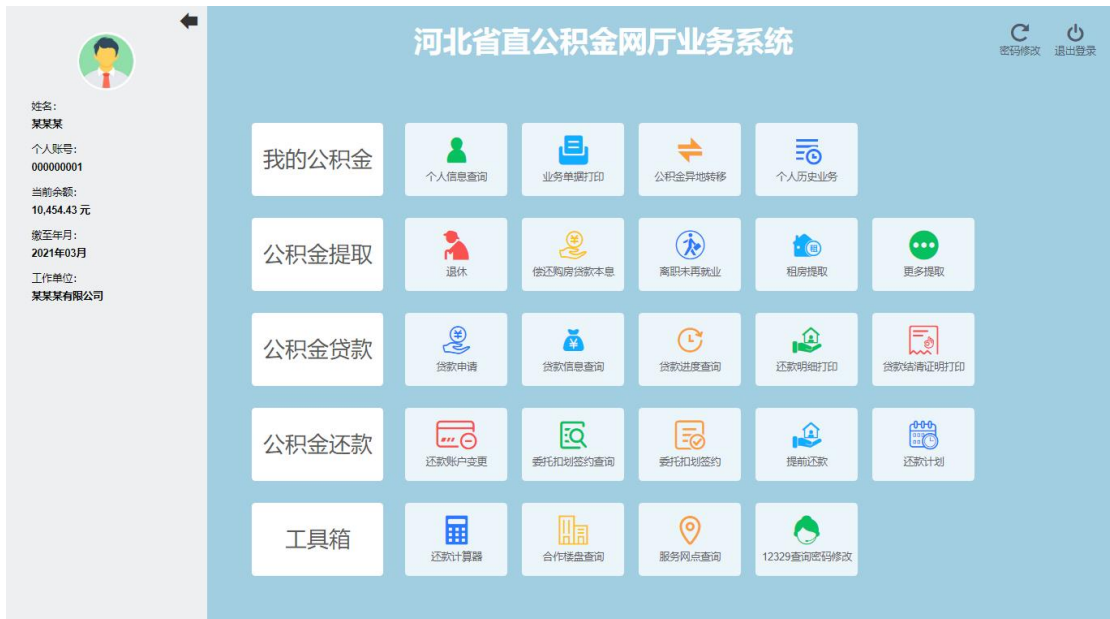 河北省直公积金网厅业务系统
密码修改 退出登录
姓名:
某某某
个人账号:
000000001
当前余额:
10,454.43 元
缴至年月:
2021年03月
工作单位:
某某某有限公司
我的公积金 个人信息查询 业务单据打印 公积金异地转移 个人历史业务
公积金提取 退休 偿还购房贷款本息 离职未再就业 租房提取 更多提取
公积金贷款 贷款申请 贷款信息查询 贷款进度查询 还款明细打印 贷款结清证明打印
公积金还款 还款账户变更 委托扣划签约查询 委托扣划签约 提前还款 还款计划
工具箱 还款计算器 合作楼盘查询 服务网点查询 12329查询密码修改